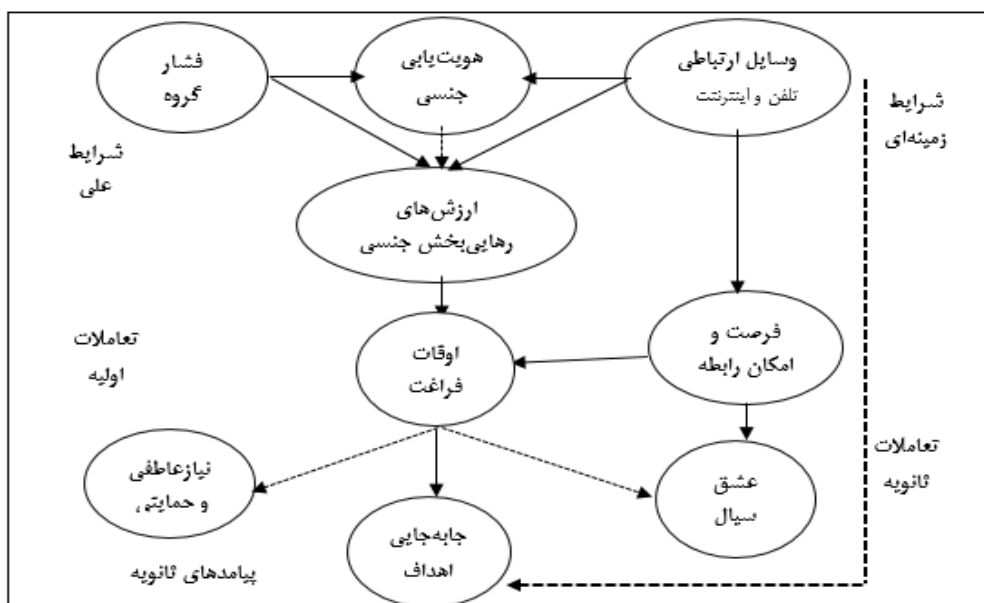 فشار
گروه
هویت‌یابی
جنسی
وسایل ارتباطی
تلفن و اینترنتت
شرایط
زمینه‌ای
شرایط
علی
ارزش‌های
رهایی‌بخش جنسی
تعاملات
اولیه
اوقات
فراغت
فرصت و
امکان رابطه
تعاملات
ثانویه
نیازعاطفی
و حمایتی
عشق
سیال
جابه‌جایی
اهداف
پیامدهای ثانویه